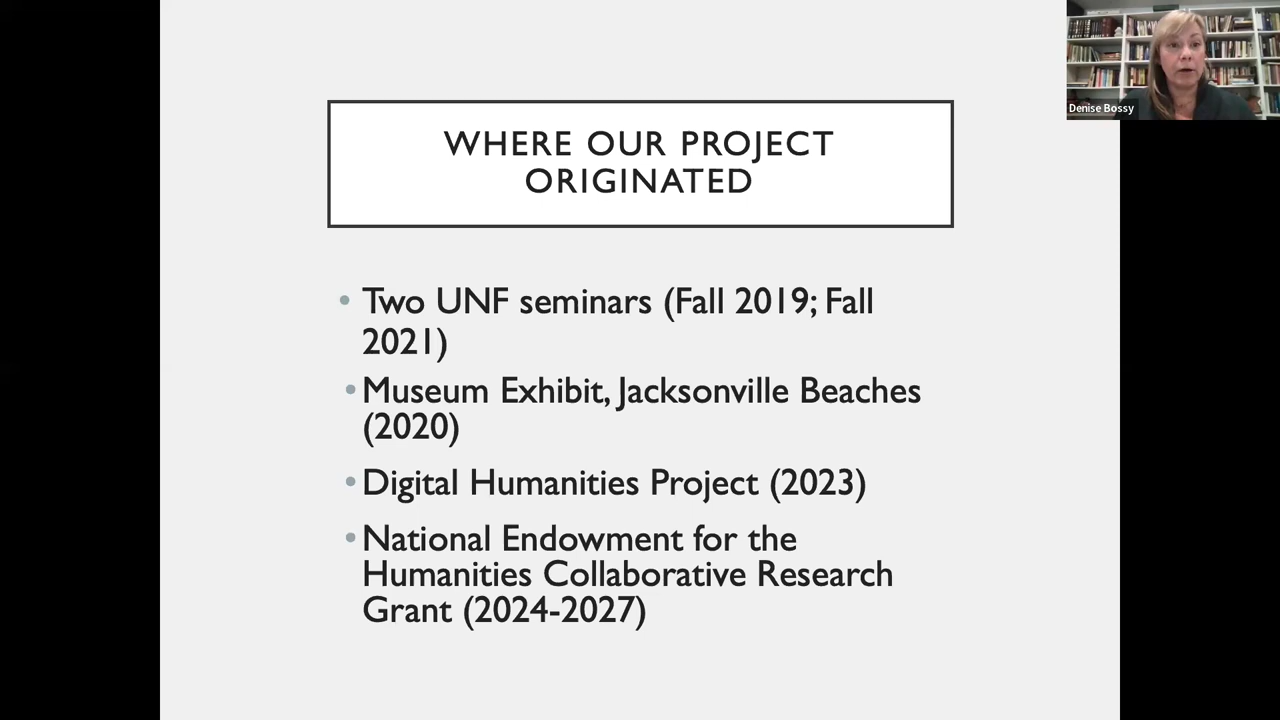 Denise Bossy
WHERE OUR PROJECT
ORIGINATED
• Two UNF seminars (Fall 2019; Fall
2021)
• Museum Exhibit, Jacksonville Beaches
(2020)
• Digital Humanities Project (2023)
• National Endowment for the
Humanities Collaborative Research
Grant (2024-2027)